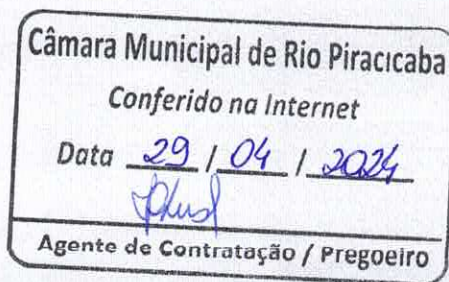 Câmara Municipal de Rio Piracicaba
Conferido na Internet
Data 29 / 04 / 2024
Agente de Contratação / Pregoeiro